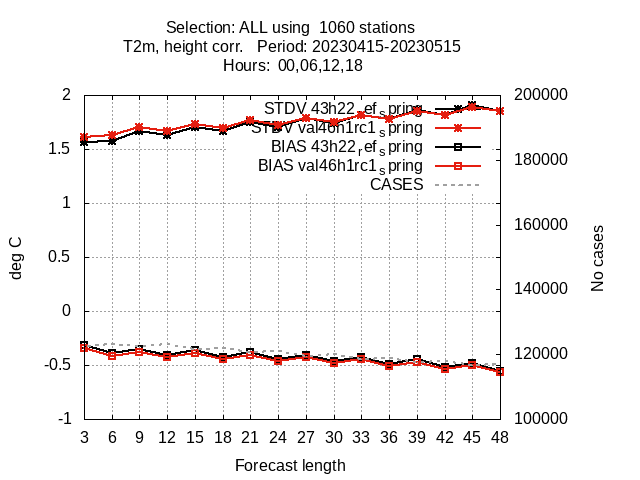 Selection: ALL using  1060 stations
T2m, height corr.   Period: 20230415-20230515
Hours:  00,06,12,18
2
1.5
1
0.5
0
-0.5
-1
deg C
200000
180000
160000
140000
120000
100000
No cases
STDV 43h22_ref_spring
STDV val46h1rc1_spring
BIAS 43h22_ref_spring
BIAS val46h1rc1_spring
CASES
3 6 9 12 15 18 21 24 27 30 33 36 39 42 45 48
Forecast length